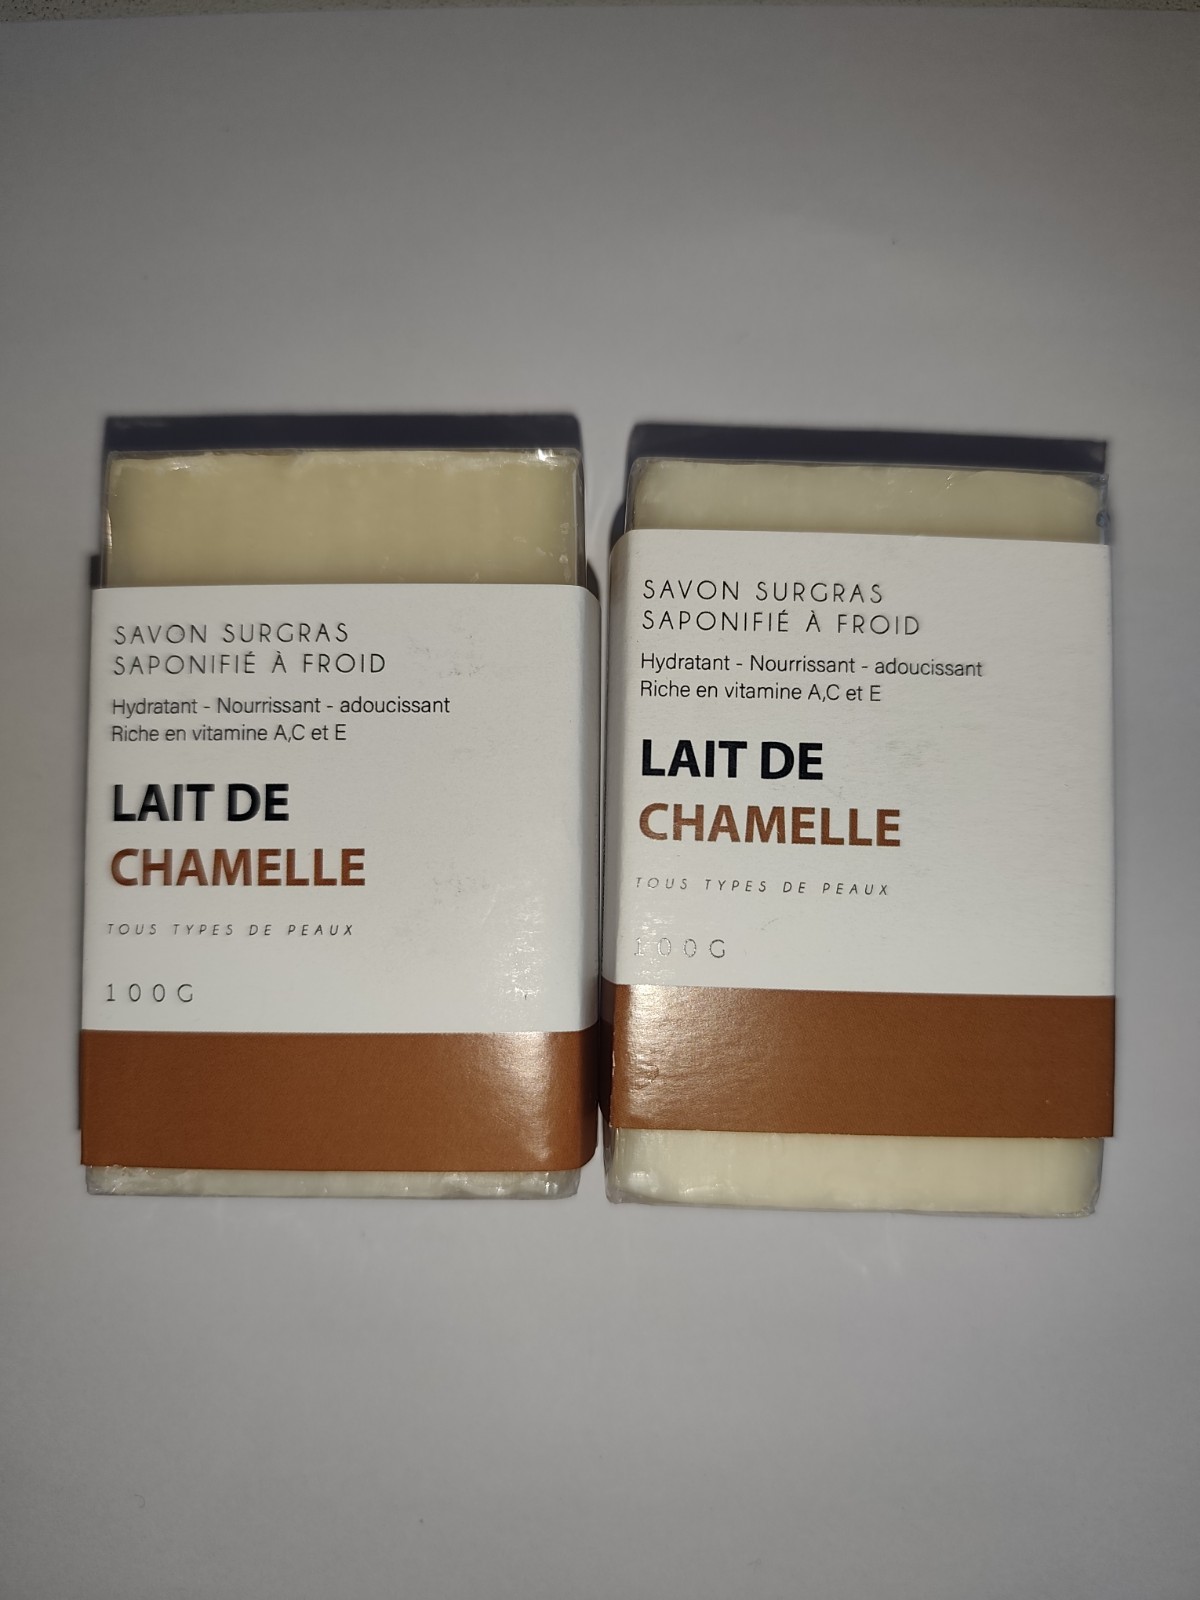 SAVON SURGRAS
SAPONIFIÉ À FROID
Hydratant - Nourrissant - adoucissant
Riche en vitamine A,C et E
LAIT DE
CHAMELLE
TOUS TYPES DE PEAUX
100G
SAVON SURGRAS
SAPONIFIÉ À FROID
Hydratant - Nourrissant - adoucissant
Riche en vitamine A,C et E
LAIT DE
CHAMELLE
TOUS TYPES DE PEAUX
100G